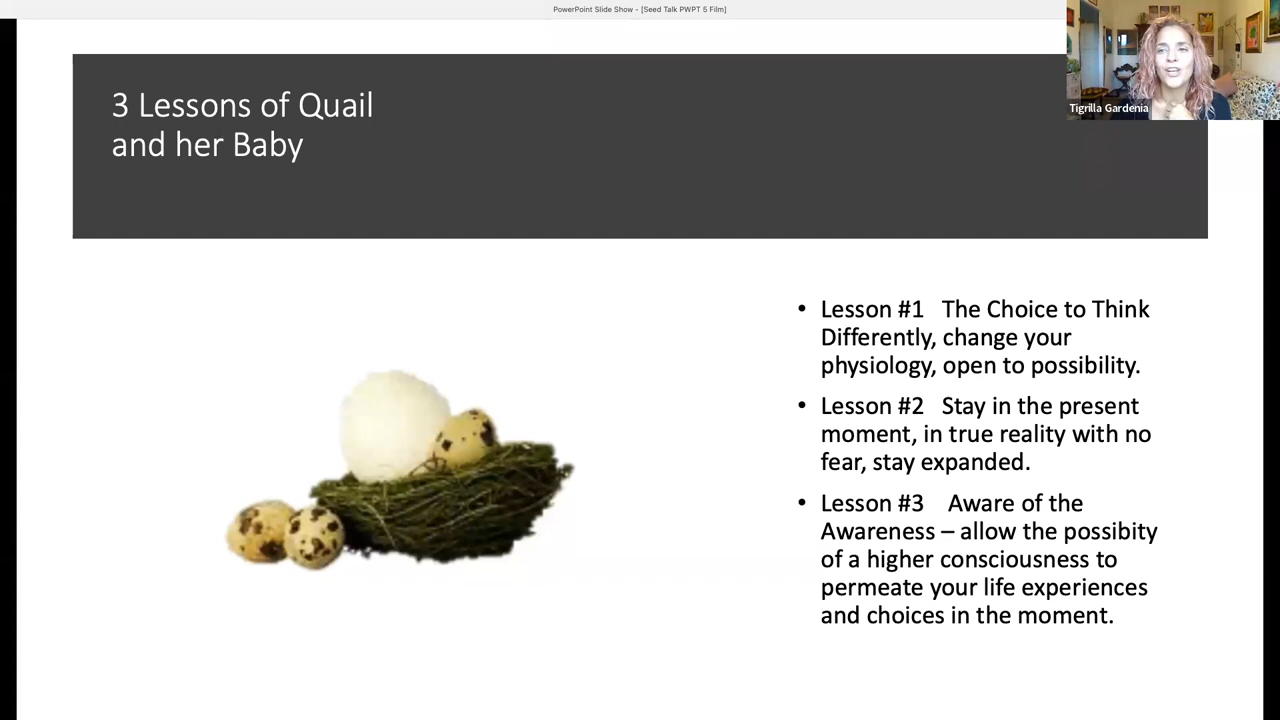 PowerPoint Slide Show - [Seed Talk PWPT 5 Film]
Tigrilla Gardenia
3 Lessons of Quail
and her Baby
• Lesson #1 The Choice to Think
Differently, change your
physiology, open to possibility.
• Lesson #2 Stay in the present
moment, in true reality with no
fear, stay expanded.
• Lesson #3 Aware of the
Awareness – allow the possibity
of a higher consciousness to
permeate your life experiences
and choices in the moment.